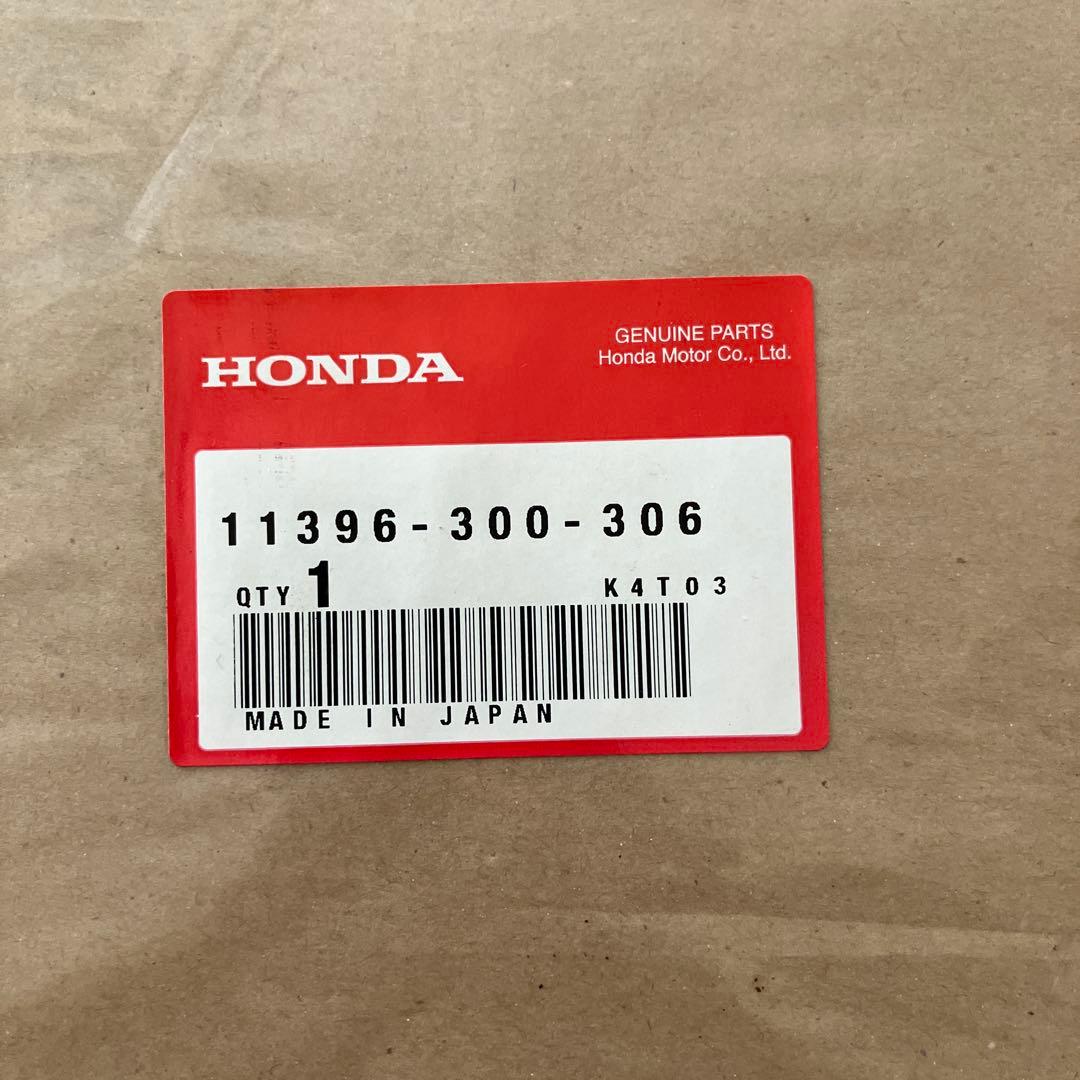 HONDA
GENUINE PARTS
Honda Motor Co., Ltd.
11396-300-306
QTY 1 K4T03
MADE IN JAPAN